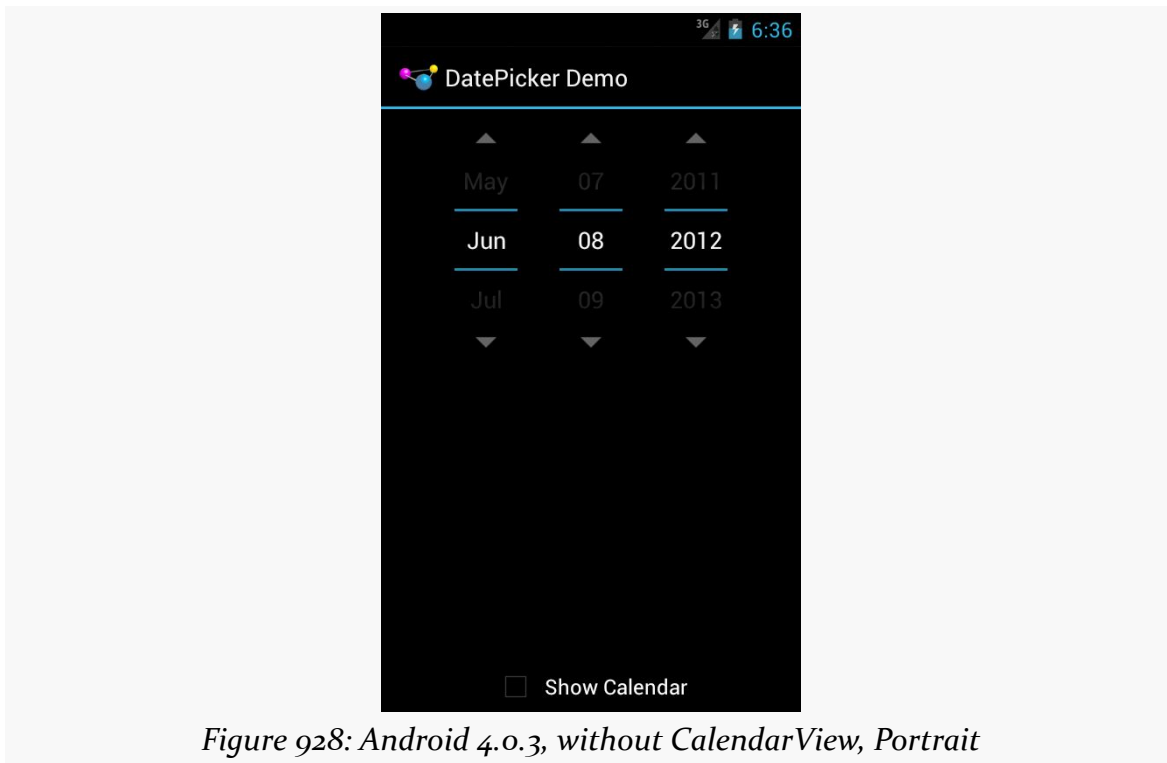 3G 6:36
DatePicker Demo
May 07 2011
Jun 08 2012
Jul 09 2013
Show Calendar
Figure 928: Android 4.0.3, without CalendarView, Portrait